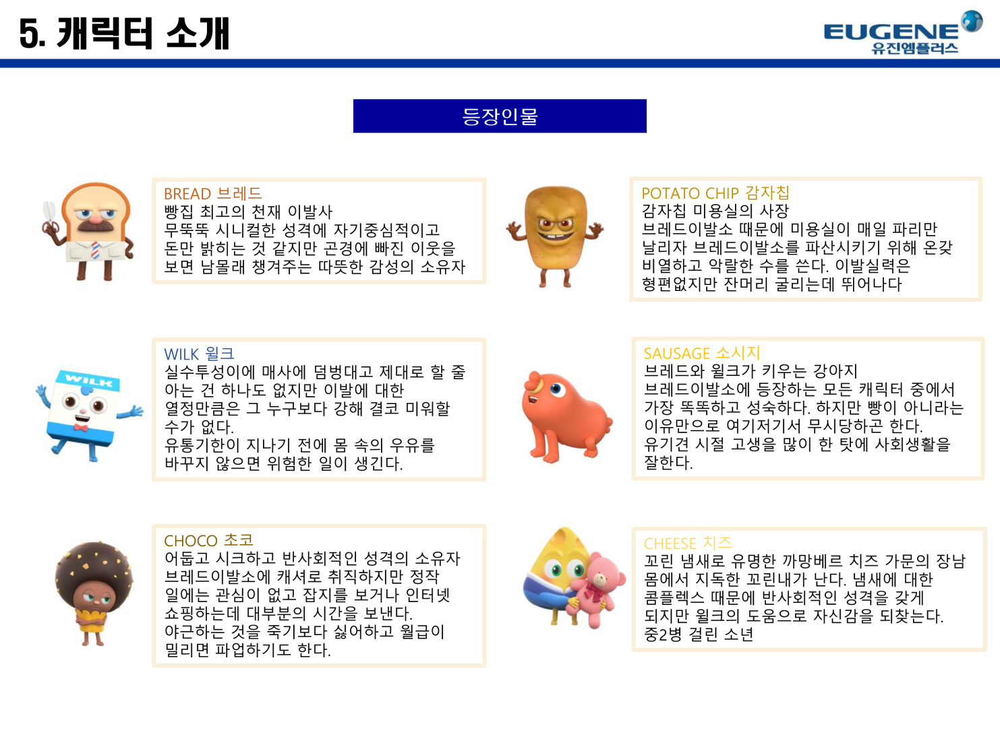 5. 캐릭터 소개
EUGENE
유진엠플러스
등장인물
BREAD 브레드
빵집 최고의 천재 이발사
무뚝뚝 시니컬한 성격에 자기중심적이고
돈만 밝히는 것 같지만 곤경에 빠진 이웃을
보면 남몰래 챙겨주는 따뜻한 감성의 소유자
POTATO CHIP 감자칩
감자칩 미용실의 사장
브레드이발소 때문에 미용실이 매일 파리만
날리자 브레드이발소를 파산시키기 위해 온갖
비열하고 악랄한 수를 쓴다. 이발실력은
형편없지만 잔머리 굴리는데 뛰어나다
WILK
WILK 윌크
실수투성이에 매사에 덤벙대고 제대로 할 줄
아는 건 하나도 없지만 이발에 대한
열정만큼은 그 누구보다 강해 결코 미워할
수가 없다.
유통기한이 지나기 전에 몸 속의 우유를
바꾸지 않으면 위험한 일이 생긴다.
SAUSAGE 소시지
브레드와 윌크가 키우는 강아지
브레드이발소에 등장하는 모든 캐릭터 중에서
가장 똑똑하고 성숙하다. 하지만 빵이 아니라는
이유만으로 여기저기서 무시당하곤 한다.
유기견 시절 고생을 많이 한 탓에 사회생활을
잘한다.
CHOCO 초코
어둡고 시크하고 반사회적인 성격의 소유자
브레드이발소에 캐셔로 취직하지만 정작
일에는 관심이 없고 잡지를 보거나 인터넷
쇼핑하는데 대부분의 시간을 보낸다.
야근하는 것을 죽기보다 싫어하고 월급이
밀리면 파업하기도 한다.
CHEESE 치즈
꼬린 냄새로 유명한 까망베르 치즈 가문의 장남
몸에서 지독한 꼬린내가 난다. 냄새에 대한
콤플렉스 때문에 반사회적인 성격을 갖게
되지만 윌크의 도움으로 자신감을 되찾는다.
중2병 걸린 소년